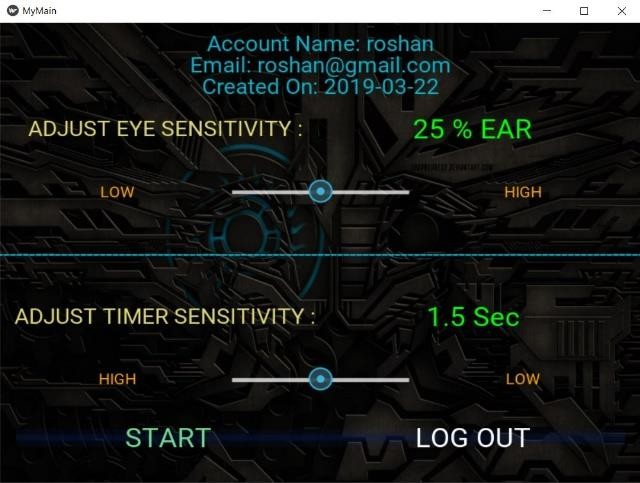 MyMain
Account Name: roshan
Email: roshan@gmail.com
Created On: 2019-03-22
ADJUST EYE SENSITIVITY :
25 % EAR
LOW
HIGH
ADJUST TIMER SENSITIVITY :
1.5 Sec
HIGH
LOW
START
LOG OUT